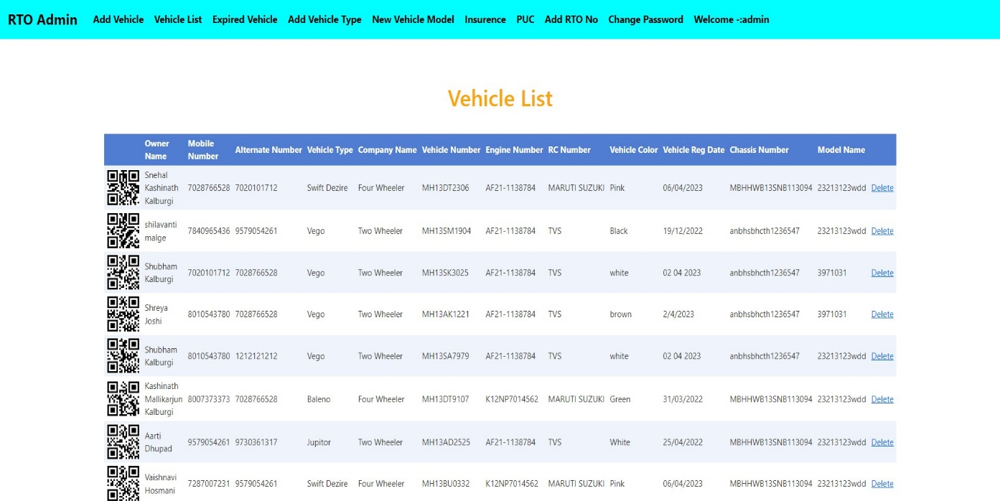 RTO Admin Add Vehicle Vehicle List Expired Vehicle Add Vehicle Type New Vehicle Model Insurence PUC Add RTO No Change Password Welcome -:admin
Vehicle List
Owner Name Mobile Number Alternate Number Vehicle Type Company Name Vehicle Number Engine Number RC Number Vehicle Color Vehicle Reg Date Chassis Number Model Name
Snehal Kashinath Kalburgi 7028766528 7020101712 Swift Dezire Four Wheeler MH13DT2306 AF21-1138784 MARUTI SUZUKI Pink 06/04/2023 MBHHWB13SNB113094 23213123wdd Delete
shilavanti malge 7840965436 9579054261 Vego Two Wheeler MH13SM1904 AF21-1138784 TVS Black 19/12/2022 anbhsbhcth1236547 23213123wdd Delete
Shubham Kalburgi 7020101712 7028766528 Vego Two Wheeler MH13SK3025 AF21-1138784 TVS white 02 04 2023 anbhsbhcth1236547 3971031 Delete
Shreya Joshi 8010543780 7028766528 Vego Two Wheeler MH13AK1221 AF21-1138784 TVS brown 2/4/2023 anbhsbhcth1236547 3971031 Delete
Shubham Kalburgi 8010543780 1212121212 Vego Two Wheeler MH13SA7979 AF21-1138784 TVS white 02 04 2023 anbhsbhcth1236547 23213123wdd Delete
Kashinath Mallikarjun Kalburgi 8007373373 7028766528 Baleno Four Wheeler MH13DT9107 K12NP7014562 MARUTI SUZUKI Green 31/03/2022 MBHHWB13SNB113094 23213123wdd Delete
Aarti Dhupad 9579054261 9730361317 Jupitor Two Wheeler MH13AD2525 AF21-1138784 TVS White 25/04/2022 MBHHWB13SNB113094 23213123wdd Delete
Vaishnavi Hosmani 7287007231 9579054261 Swift Dezire Four Wheeler MH13BU0332 K12NP7014562 MARUTI SUZUKI Pink 06/04/2023 MBHHWB13SNB113094 23213123wdd Delete